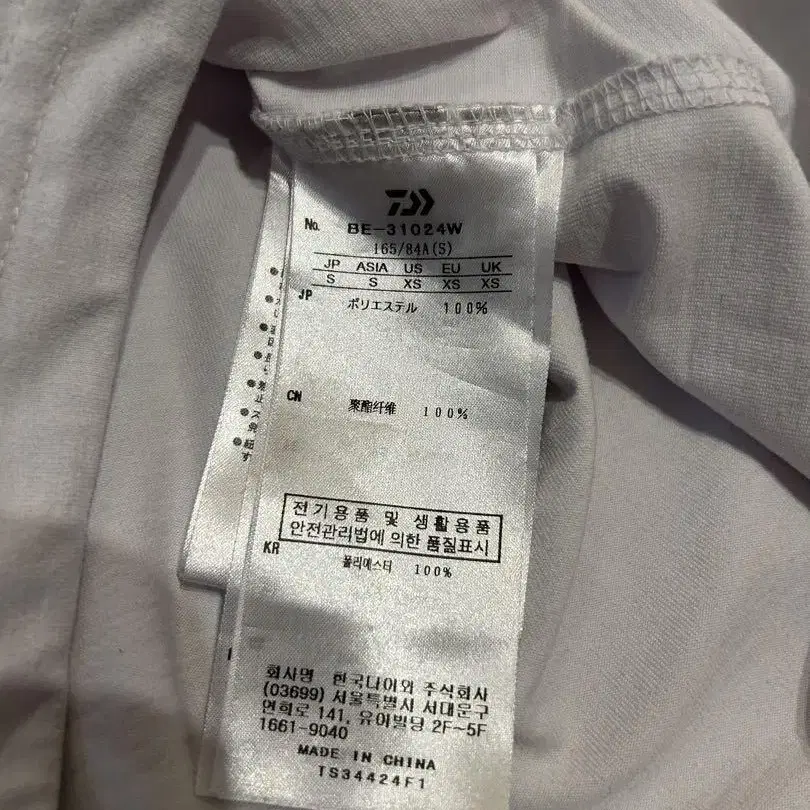 No. BE-31024W
165/84A(S)
JP ASIA US EU UK
S S XS XS XS
JP ポリエステル 100%
CN 聚酯纤维 100%
전기용품 및 생활용품
안전관리법에 의한 품질표시
KR 폴리에스터 100%
회사명 한국다이와 주식회사
(03699) 서울특별시 서대문구
연희로 141, 유아빌딩 2F~5F
1661-9040
MADE IN CHINA
TS34424F1